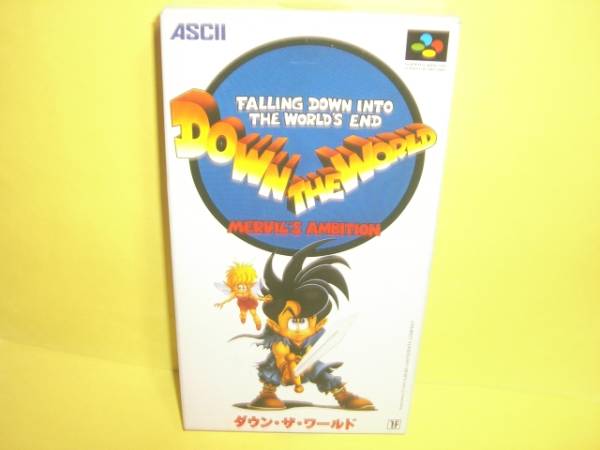 ASCII
FALLING DOWN INTO
THE WORLD'S END
DOWN THE WORLD
MERVIL'S AMBITION
ダウン・ザ・ワールド